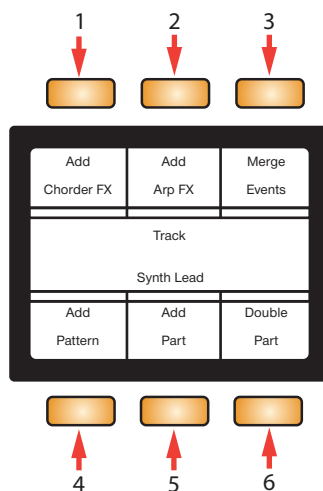 1 2 3
Add Add Merge
Chorder FX Arp FX Events
Track
Synth Lead
Add Add Double
Pattern Part Part
4 5 6